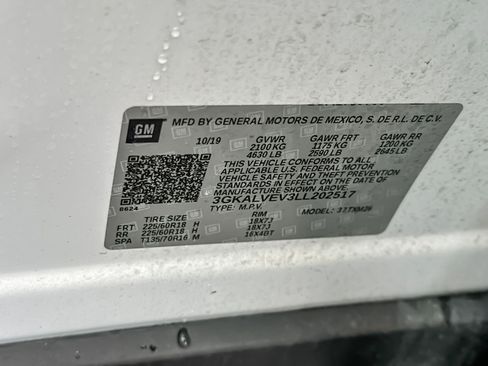 GM
MFD BY GENERAL MOTORS DE MEXICO, S. DE R.L. DE C.V.
10/19 GVWR GAWR FRT GAWR RR
2100 KG 1175 KG 1200 KG
4630 LB 2590 LB 2645 LB
THIS VEHICLE CONFORMS TO ALL
APPLICABLE U.S. FEDERAL MOTOR
VEHICLE SAFETY AND THEFT PREVENTION
STANDARDS IN EFFECT ON THE DATE OF
MANUFACTURE SHOWN ABOVE.
3GKALVEV3LL202517
TYPE: M.P.V. MODEL:
8624
TIRE SIZE RIM
FRT 225/60R18 H 18X7J
RR 225/60R18 H 18X7J
SPA T135/70R16 M 16X4BT